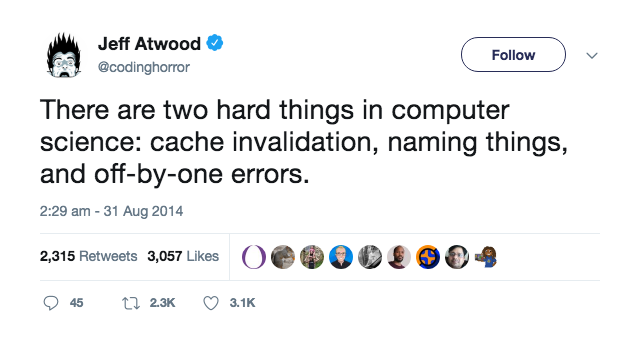 Jeff Atwood
@codinghorror
Follow
There are two hard things in computer
science: cache invalidation, naming things,
and off-by-one errors.
2:29 am - 31 Aug 2014
2,315 Retweets 3,057 Likes
45 2.3K 3.1K